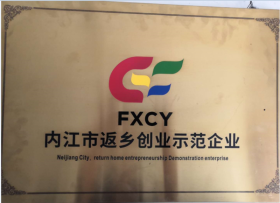 FXCY
内江市返乡创业示范企业
Neijiang City, return home entrepreneurship Demonstration enterprise